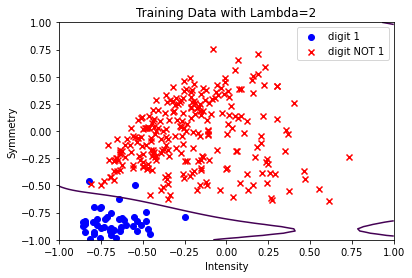 Training Data with Lambda=2
1.00
0.75
0.50
0.25
0.00
−0.25
−0.50
−0.75
−1.00
Symmetry
digit 1
digit NOT 1
−1.00 −0.75 −0.50 −0.25 0.00 0.25 0.50 0.75 1.00
Intensity